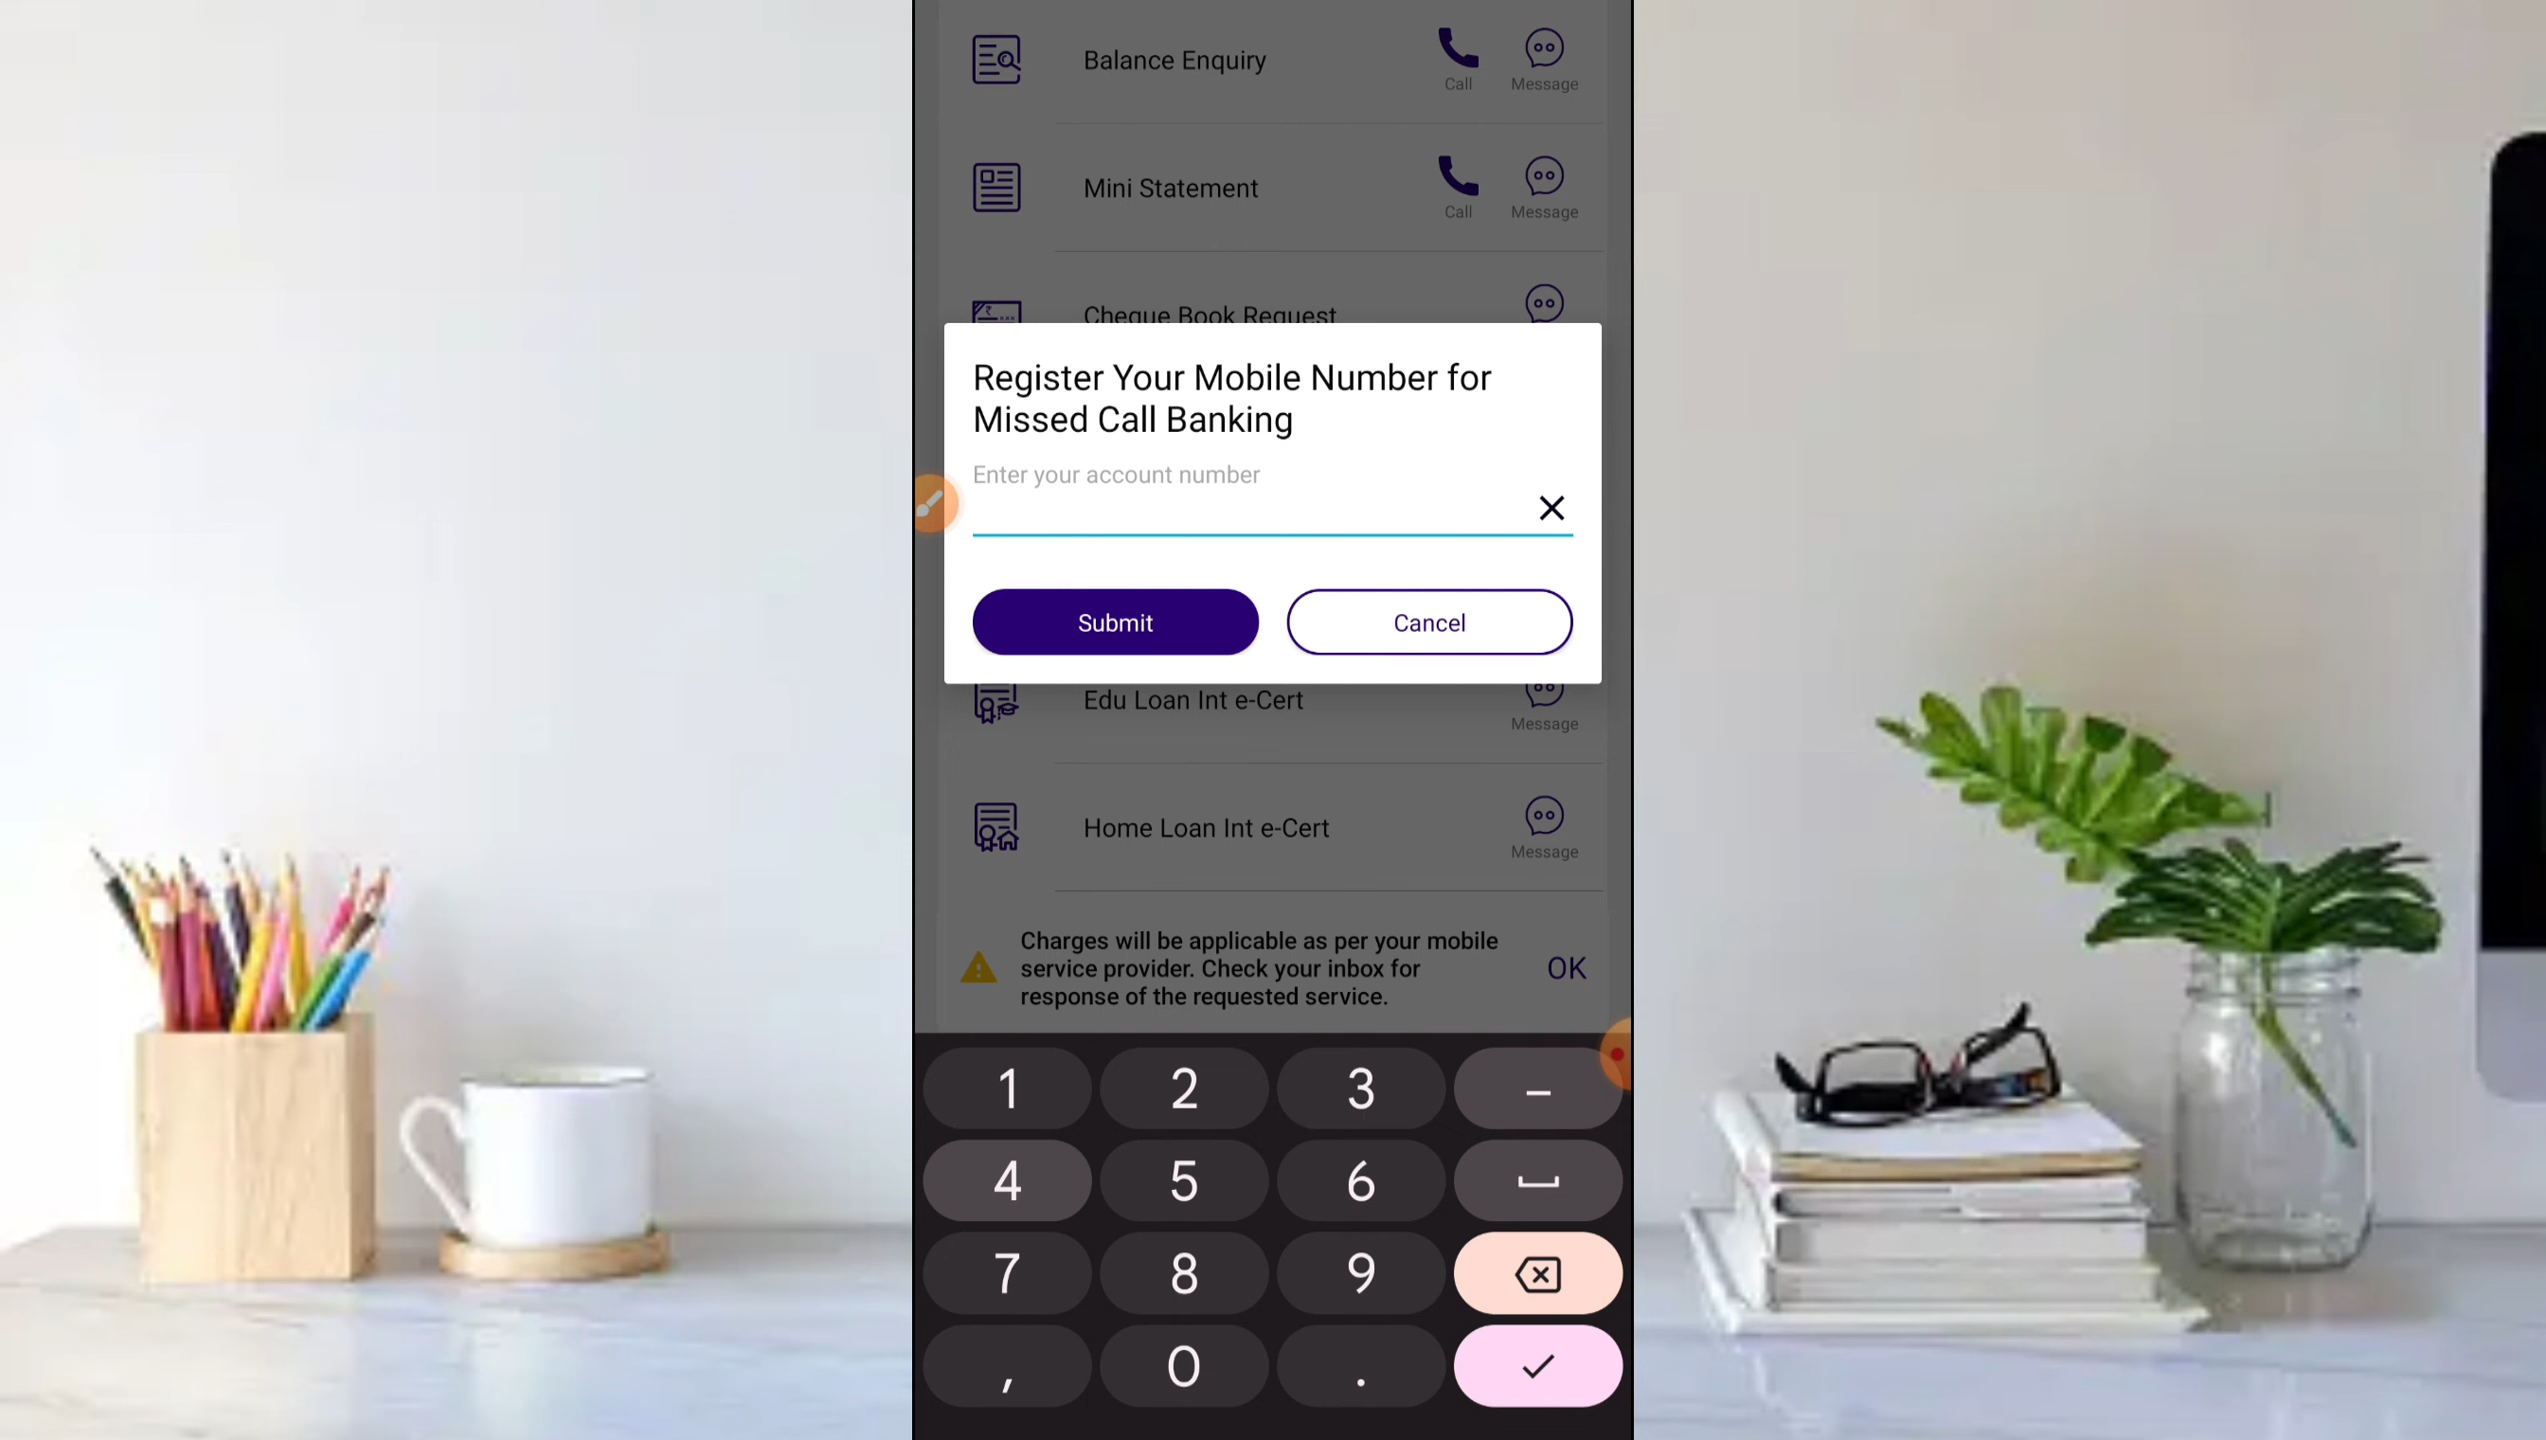 Balance Enquiry
Call
Message
Mini Statement
Call
Message
Cheque Book Request
Register Your Mobile Number for
Missed Call Banking
Enter your account number
Submit
Cancel
Edu Loan Int e-Cert
Message
Home Loan Int e-Cert
Message
Charges will be applicable as per your mobile
service provider. Check your inbox for
response of the requested service.
OK
1 2 3 –
4 5 6
7 8 9
, 0 .